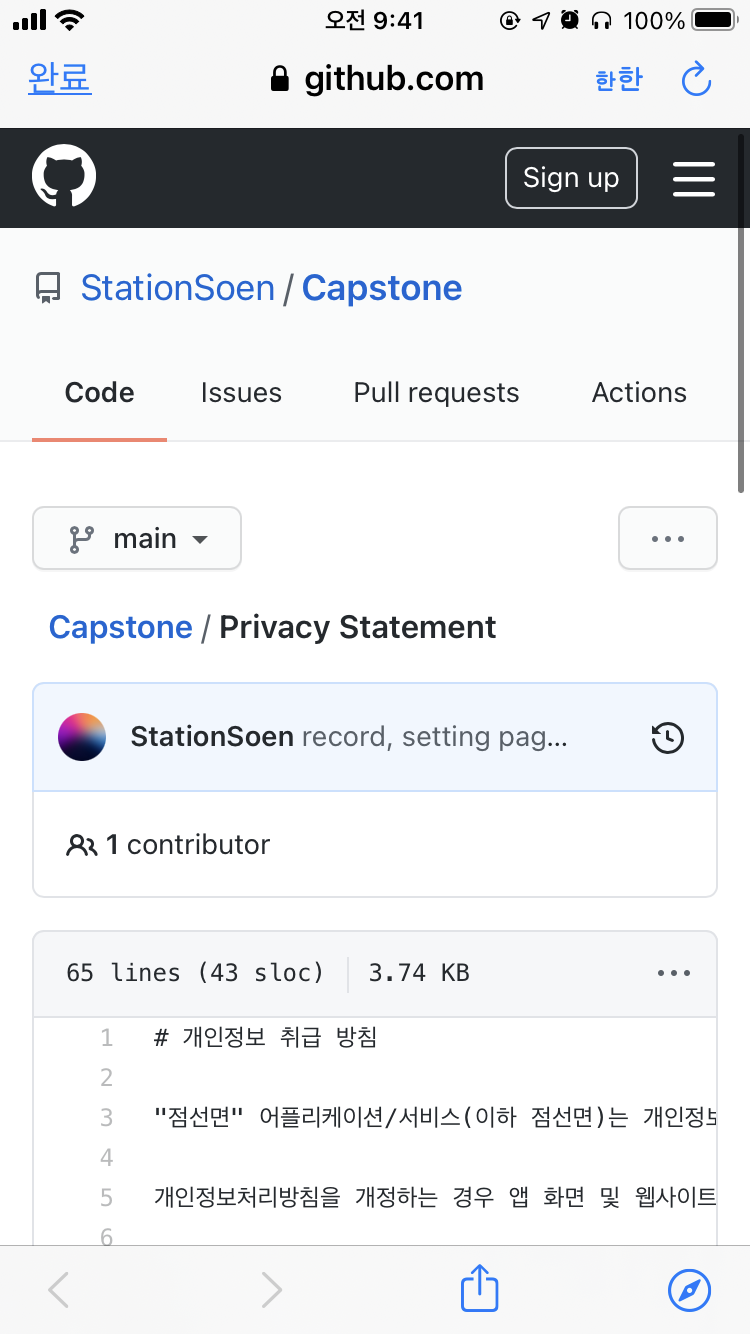 오전 9:41 100%
완료 github.com 한한
Sign up
StationSoen / Capstone
Code Issues Pull requests Actions
main
Capstone / Privacy Statement
StationSoen record, setting pag...
1 contributor
65 lines (43 sloc) 3.74 KB
1 # 개인정보 취급 방침
2
3 "점선면" 어플리케이션/서비스(이하 점선면)는 개인정보
4
5 개인정보처리방침을 개정하는 경우 앱 화면 및 웹사이트
6